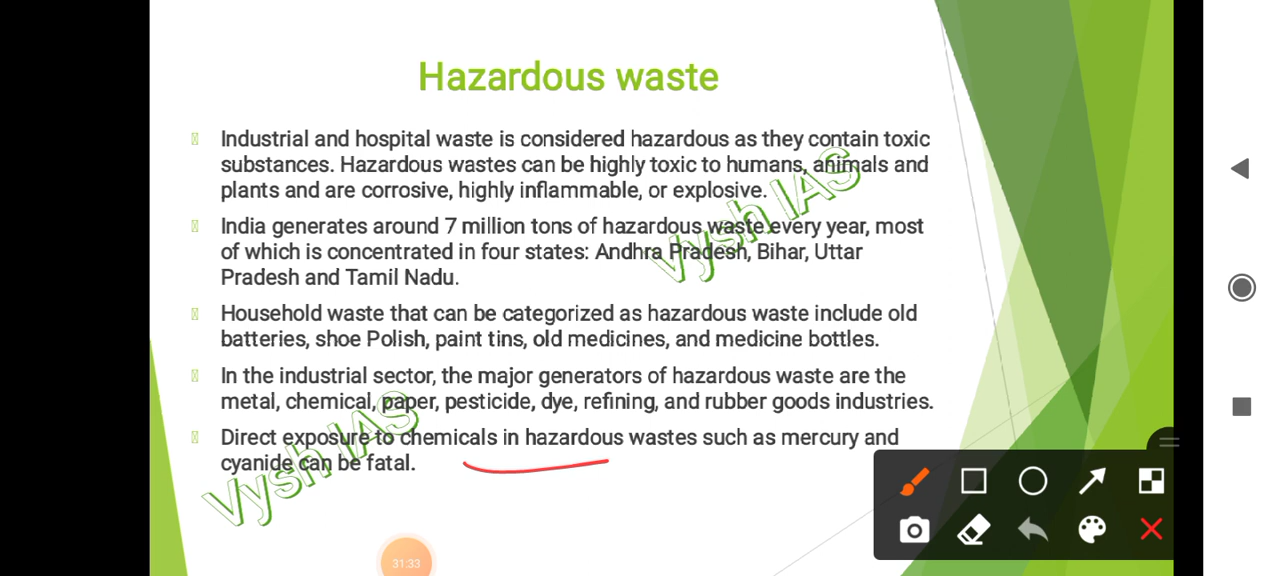 Hazardous waste
Industrial and hospital waste is considered hazardous as they contain toxic
substances. Hazardous wastes can be highly toxic to humans, animals and
plants and are corrosive, highly inflammable, or explosive.
India generates around 7 million tons of hazardous waste every year, most
of which is concentrated in four states: Andhra Pradesh, Bihar, Uttar
Pradesh and Tamil Nadu.
Household waste that can be categorized as hazardous waste include old
batteries, shoe Polish, paint tins, old medicines, and medicine bottles.
In the industrial sector, the major generators of hazardous waste are the
metal, chemical, paper, pesticide, dye, refining, and rubber goods industries.
Direct exposure to chemicals in hazardous wastes such as mercury and
cyanide can be fatal.
Vysh IAS
Vysh IAS
31:33